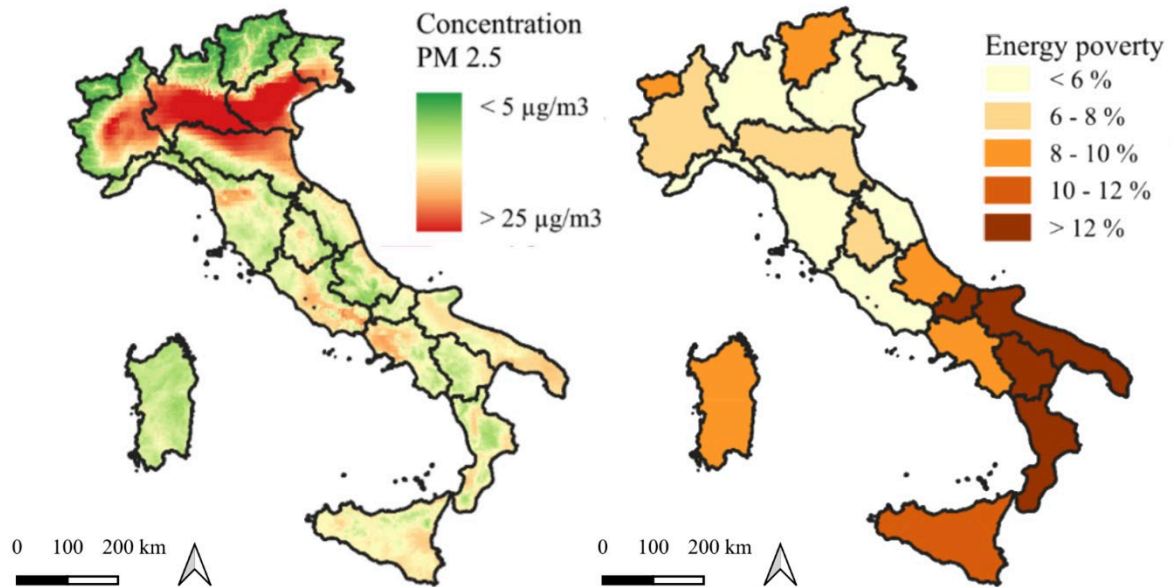 Concentration
PM 2.5
< 5 µg/m3
> 25 µg/m3
0 100 200 km
Energy poverty
< 6 %
6 - 8 %
8 - 10 %
10 - 12 %
> 12 %
0 100 200 km